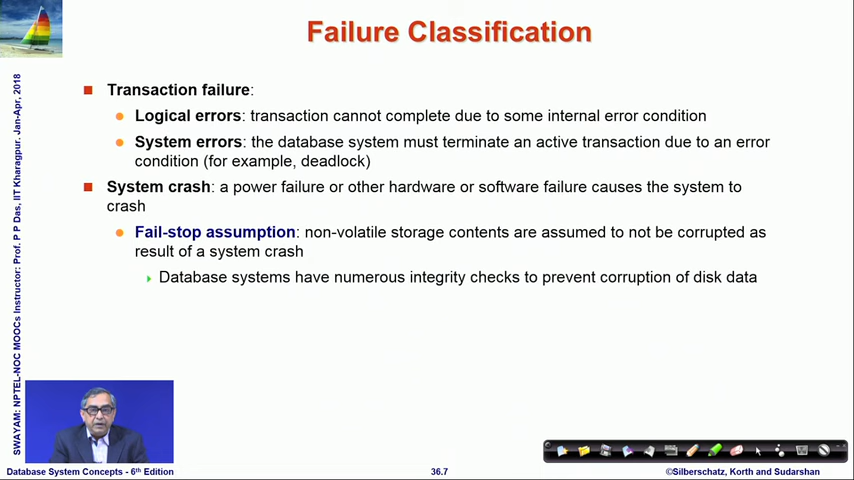 Failure Classification
Transaction failure:
Logical errors: transaction cannot complete due to some internal error condition
System errors: the database system must terminate an active transaction due to an error
condition (for example, deadlock)
System crash: a power failure or other hardware or software failure causes the system to
crash
Fail-stop assumption: non-volatile storage contents are assumed to not be corrupted as
result of a system crash
Database systems have numerous integrity checks to prevent corruption of disk data
SWAYAM: NPTEL-NOC MOOCs Instructor: Prof. P P Das, IIT Kharagpur. Jan-Apr, 2018
Database System Concepts - 6th Edition
36.7
©Silberschatz, Korth and Sudarshan